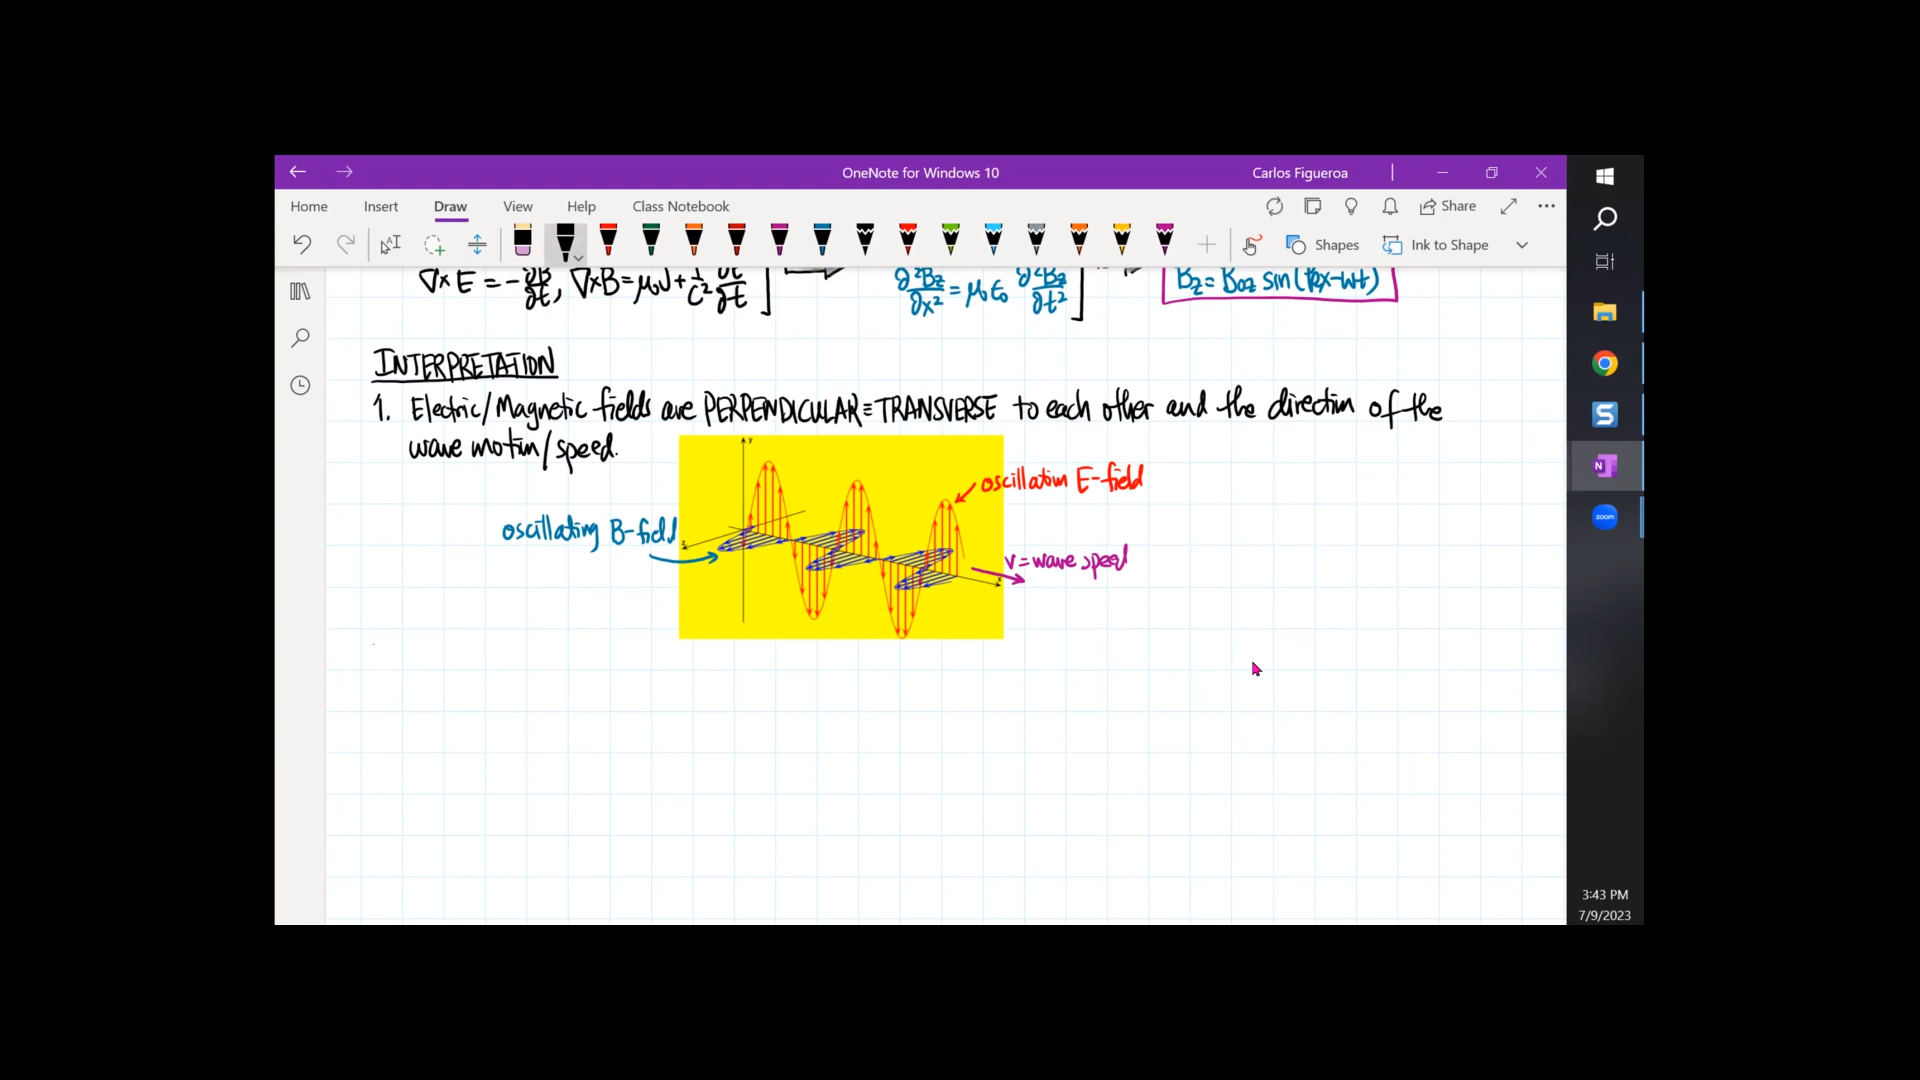 OneNote for Windows 10
Carlos Figueroa
Home Insert Draw View Help Class Notebook
Share
Shapes Ink to Shape
∇×E = -∂B/∂t, ∇×B = μ₀J + 1/c² ∂E/∂t
∂²Bz/∂x² = μ₀ε₀ ∂²Bz/∂t²
Bz = B0z sin(kx-ωt)
INTERPRETATION
1. Electric/Magnetic fields are PERPENDICULAR ≡ TRANSVERSE to each other and the direction of the
wave motion/speed.
y
oscillation E-field
oscillating B-field
z
v = wave speed
x
zoom
3:43 PM
7/9/2023